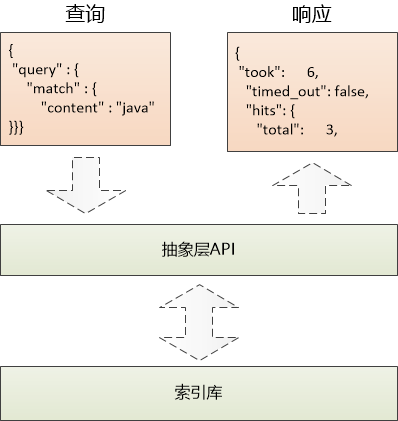 查询
{
"query" : {
"match" : {
"content" : "java"
}}}
响应
{
"took": 6,
"timed_out": false,
"hits": {
"total": 3,
抽象层API
索引库